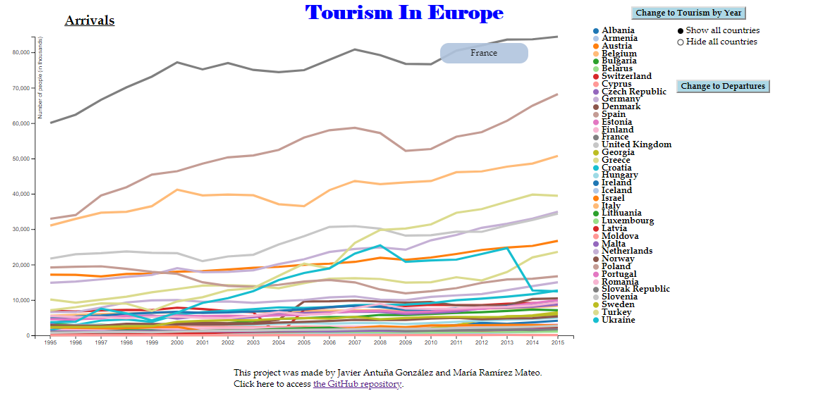 Tourism In Europe
Arrivals
Change to Tourism by Year
Show all countries
Hide all countries
Change to Departures
France
Number of people (in thousands)
80,000
70,000
60,000
50,000
40,000
30,000
20,000
10,000
0
1995 1996 1997 1998 1999 2000 2001 2002 2003 2004 2005 2006 2007 2008 2009 2010 2011 2012 2013 2014 2015
Albania
Armenia
Austria
Belgium
Bulgaria
Belarus
Switzerland
Cyprus
Czech Republic
Germany
Denmark
Spain
Estonia
Finland
France
United Kingdom
Georgia
Greece
Croatia
Hungary
Ireland
Iceland
Israel
Italy
Lithuania
Luxembourg
Latvia
Moldova
Malta
Netherlands
Norway
Poland
Portugal
Romania
Slovak Republic
Slovenia
Sweden
Turkey
Ukraine
This project was made by Javier Antuña González and María Ramírez Mateo.
Click here to access the GitHub repository.